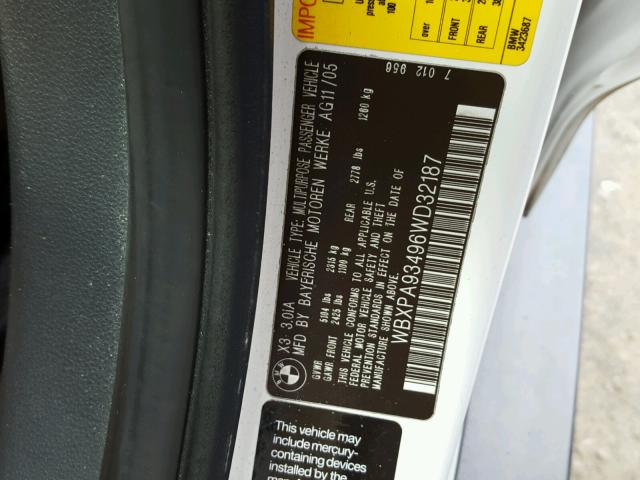 X3 3.0IA VEHICLE TYPE: MULTIPURPOSE PASSENGER VEHICLE
MFD BY BAYERISCHE MOTOREN WERKE AG 11/05
GVWR 5104 lbs 2315 kg
GAWR FRONT 2425 lbs 1100 kg REAR 2778 lbs 1260 kg
THIS VEHICLE CONFORMS TO ALL APPLICABLE U.S.
FEDERAL MOTOR VEHICLE SAFETY AND THEFT
PREVENTION STANDARDS IN EFFECT ON THE DATE OF
MANUFACTURE SHOWN ABOVE.
WBXPA93496WD32187
7 012 950
over
FRONT
REAR
BMW
3423687
This vehicle may
include mercury-
containing devices
installed by the